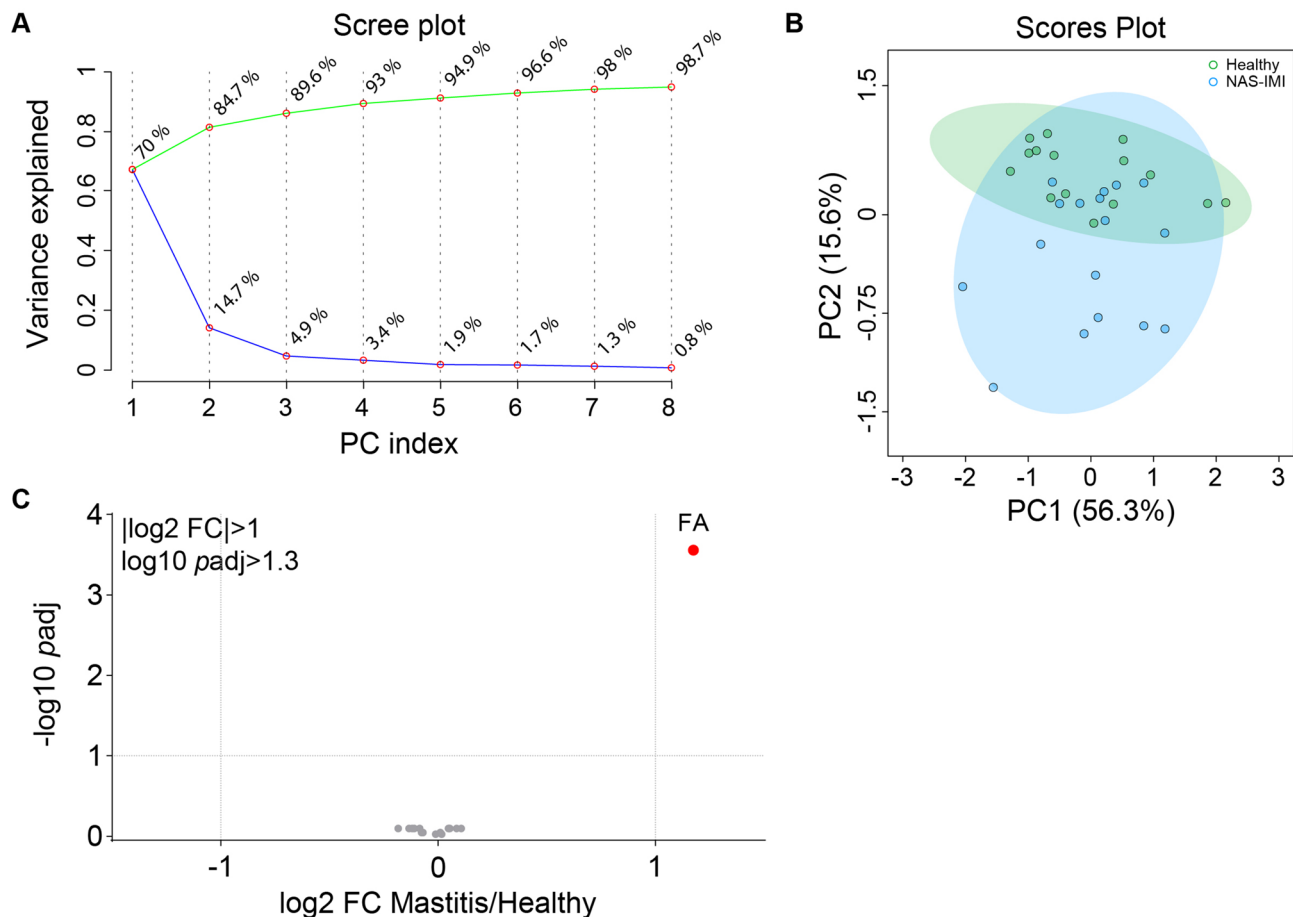 A
Scree plot
Variance explained
1
0.8
0.6
0.4
0.2
0
70 %
84.7 %
89.6 %
93 %
94.9 %
96.6 %
98 %
98.7 %
14.7 %
4.9 %
3.4 %
1.9 %
1.7 %
1.3 %
0.8 %
1 2 3 4 5 6 7 8
PC index
B
Scores Plot
Healthy
NAS-IMI
PC2 (15.6%)
1.5
0
-0.75
-1.5
-3 -2 -1 0 1 2 3
PC1 (56.3%)
C
|log2 FC|>1
log10 padj>1.3
FA
-log10 padj
4
3
2
1
0
-1 0 1
log2 FC Mastitis/Healthy